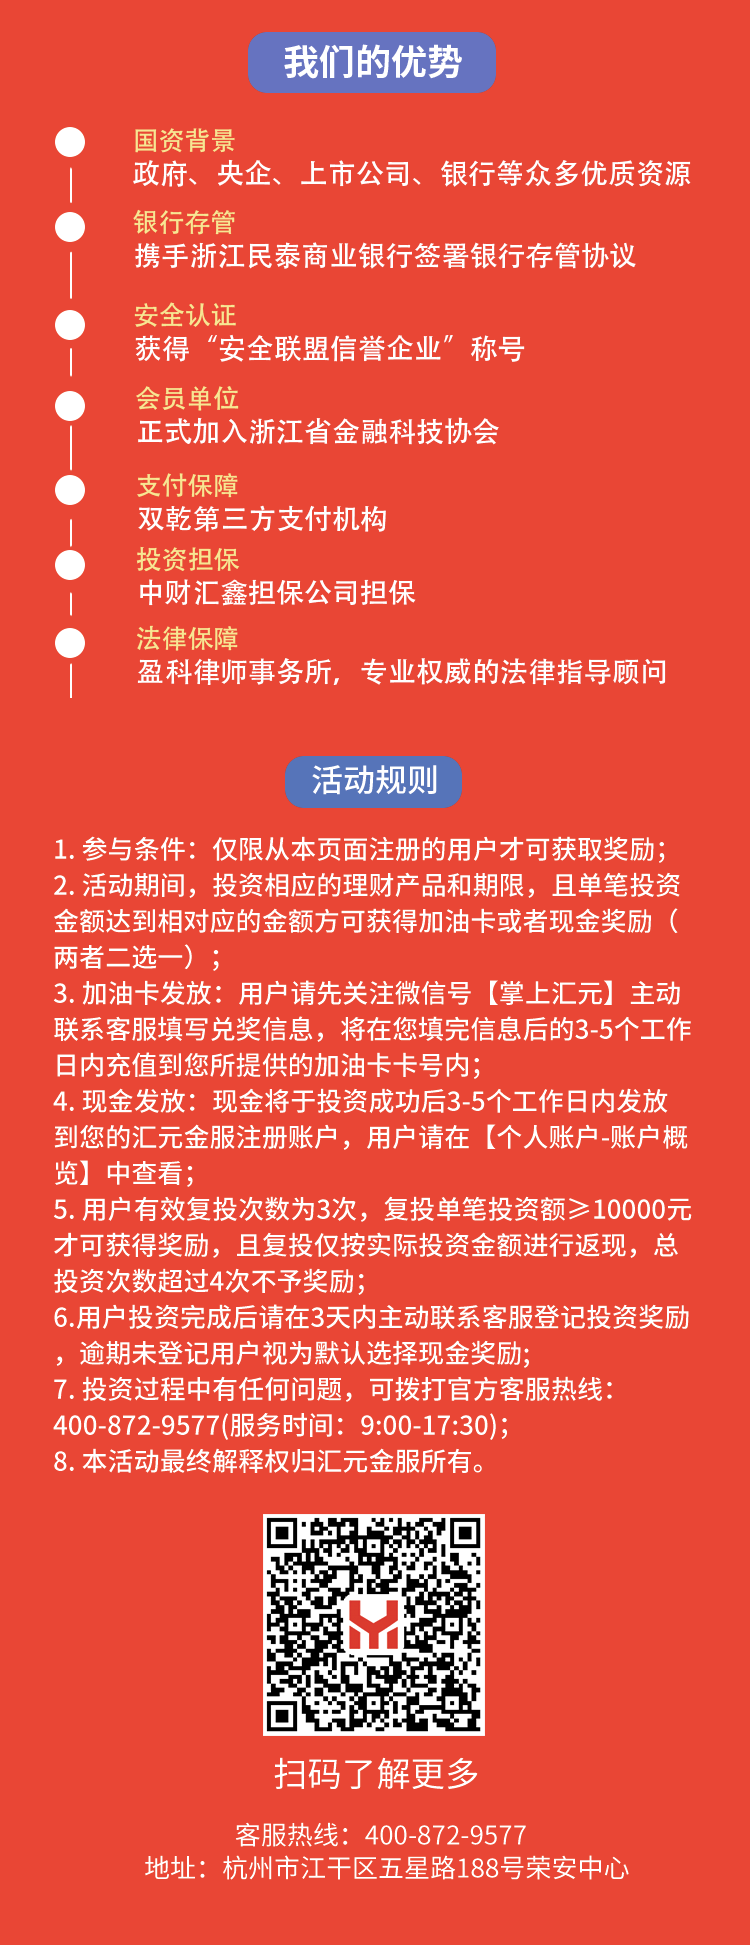 我们的优势
国资背景
政府、央企、上市公司、银行等众多优质资源
银行存管
携手浙江民泰商业银行签署银行存管协议
安全认证
获得“安全联盟信誉企业”称号
会员单位
正式加入浙江省金融科技协会
支付保障
双乾第三方支付机构
投资担保
中财汇鑫担保公司担保
法律保障
盈科律师事务所，专业权威的法律指导顾问
活动规则
1. 参与条件：仅限从本页面注册的用户才可获取奖励；
2. 活动期间，投资相应的理财产品和期限，且单笔投资
金额达到相对应的金额方可获得加油卡或者现金奖励（
两者二选一）；
3. 加油卡发放：用户请先关注微信号【掌上汇元】主动
联系客服填写兑奖信息，将在您填完信息后的3-5个工作
日内充值到您所提供的加油卡卡号内；
4. 现金发放：现金将于投资成功后3-5个工作日内发放
到您的汇元金服注册账户，用户请在【个人账户-账户概
览】中查看；
5. 用户有效复投次数为3次，复投单笔投资额≥10000元
才可获得奖励，且复投仅按实际投资金额进行返现，总
投资次数超过4次不予奖励；
6.用户投资完成后请在3天内主动联系客服登记投资奖励
，逾期未登记用户视为默认选择现金奖励;
7. 投资过程中有任何问题，可拨打官方客服热线：
400-872-9577(服务时间：9:00-17:30)；
8. 本活动最终解释权归汇元金服所有。
扫码了解更多
客服热线：400-872-9577
地址：杭州市江干区五星路188号荣安中心